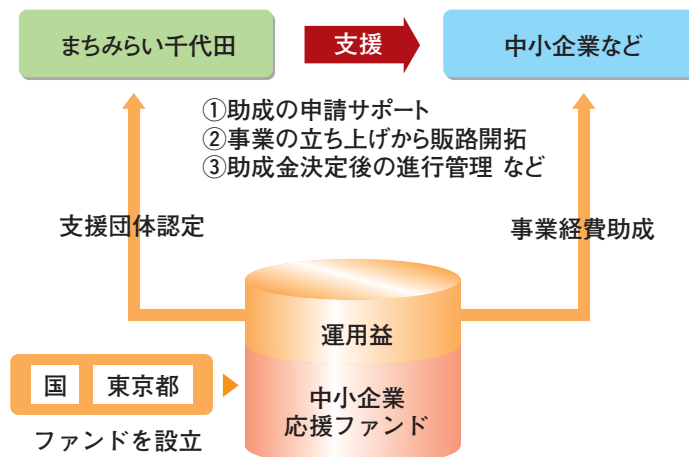 まちみらい千代田
支援
中小企業など
①助成の申請サポート
②事業の立ち上げから販路開拓
③助成金決定後の進行管理 など
支援団体認定
事業経費助成
運用益
国
東京都
中小企業
応援ファンド
ファンドを設立